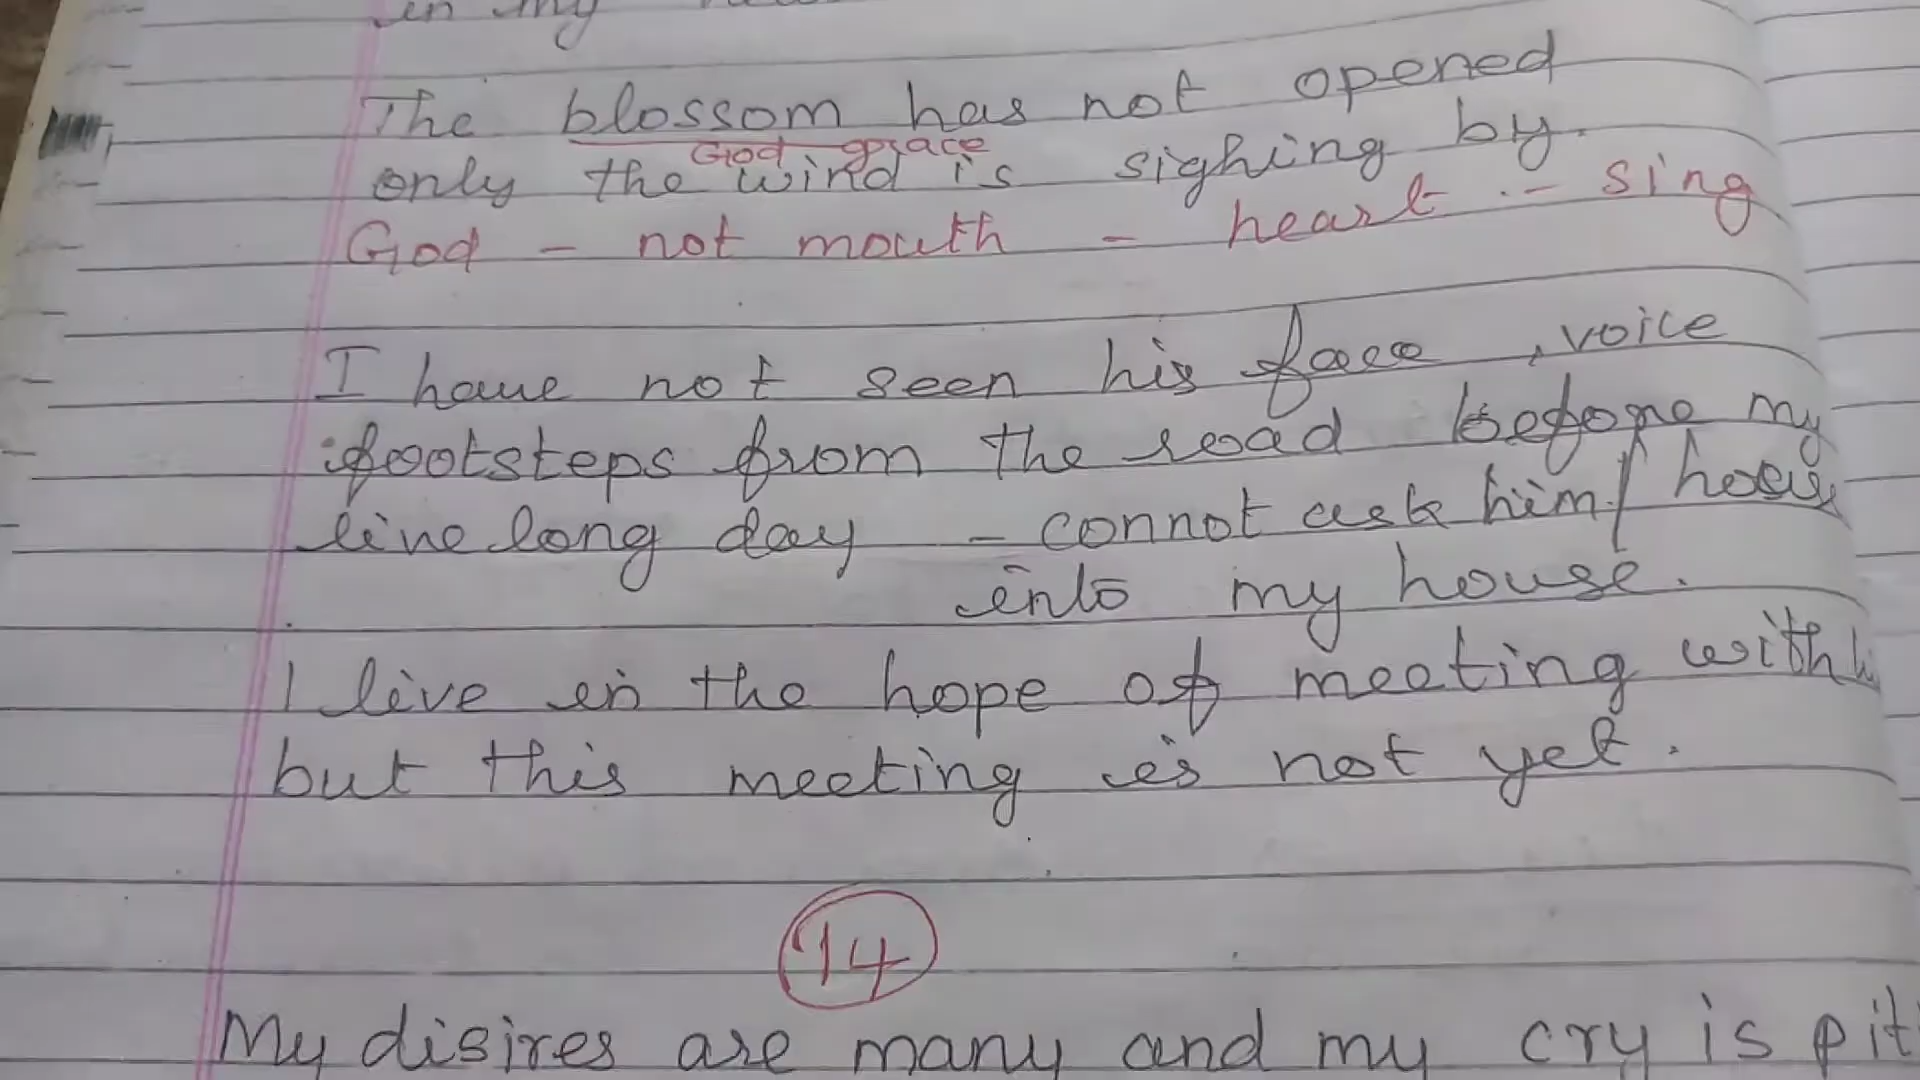 in my
The blossom has not opened
God grace
only the wind is sighing by.
God - not mouth - heart - sing
I have not seen his face, voice
footsteps from the road before my
live long day - cannot ask him/
into my house.
I live in the hope of meeting with
but this meeting is not yet.
14
My disires are many and my cry is pit